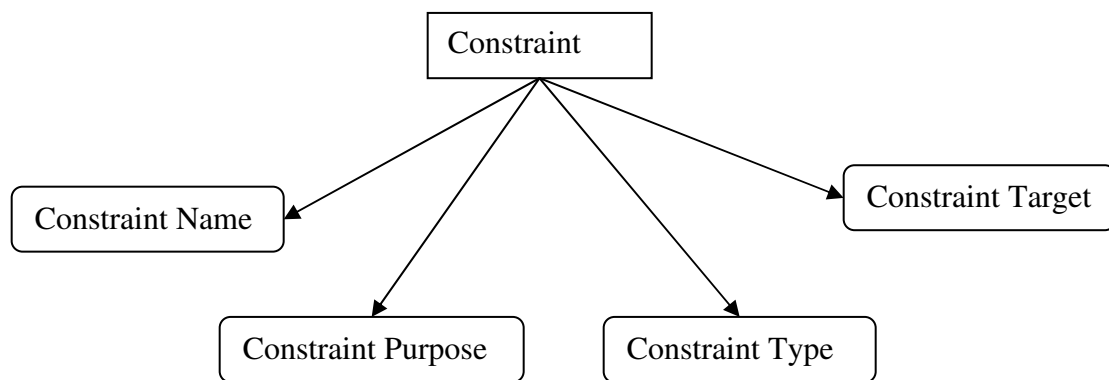 Constraint
Constraint Target
Constraint Name
Constraint Purpose
Constraint Type